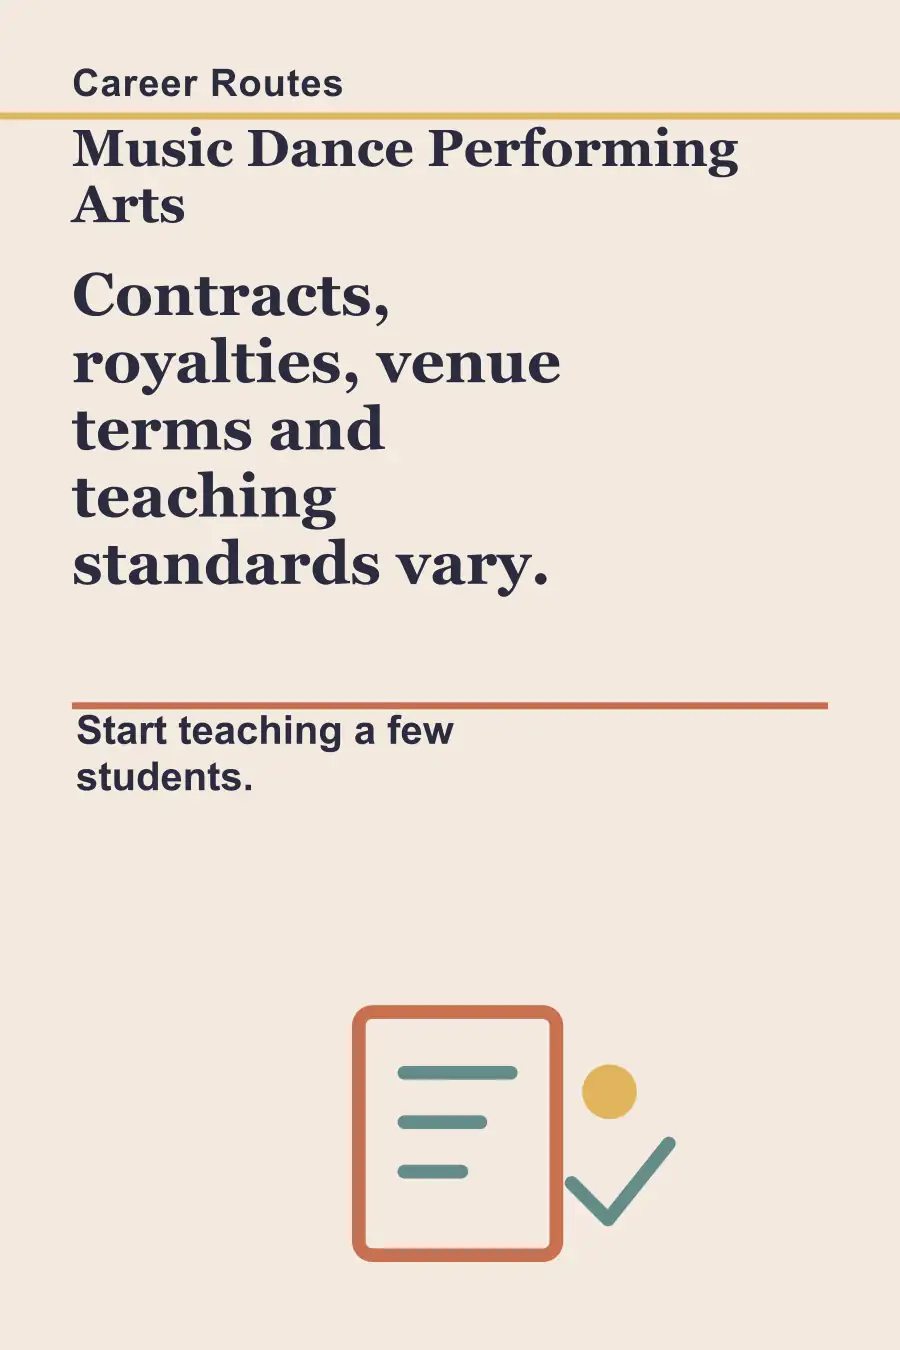 Career Routes
Music Dance Performing
Arts
Contracts,
royalties, venue
terms and
teaching
standards vary.
Start teaching a few
students.